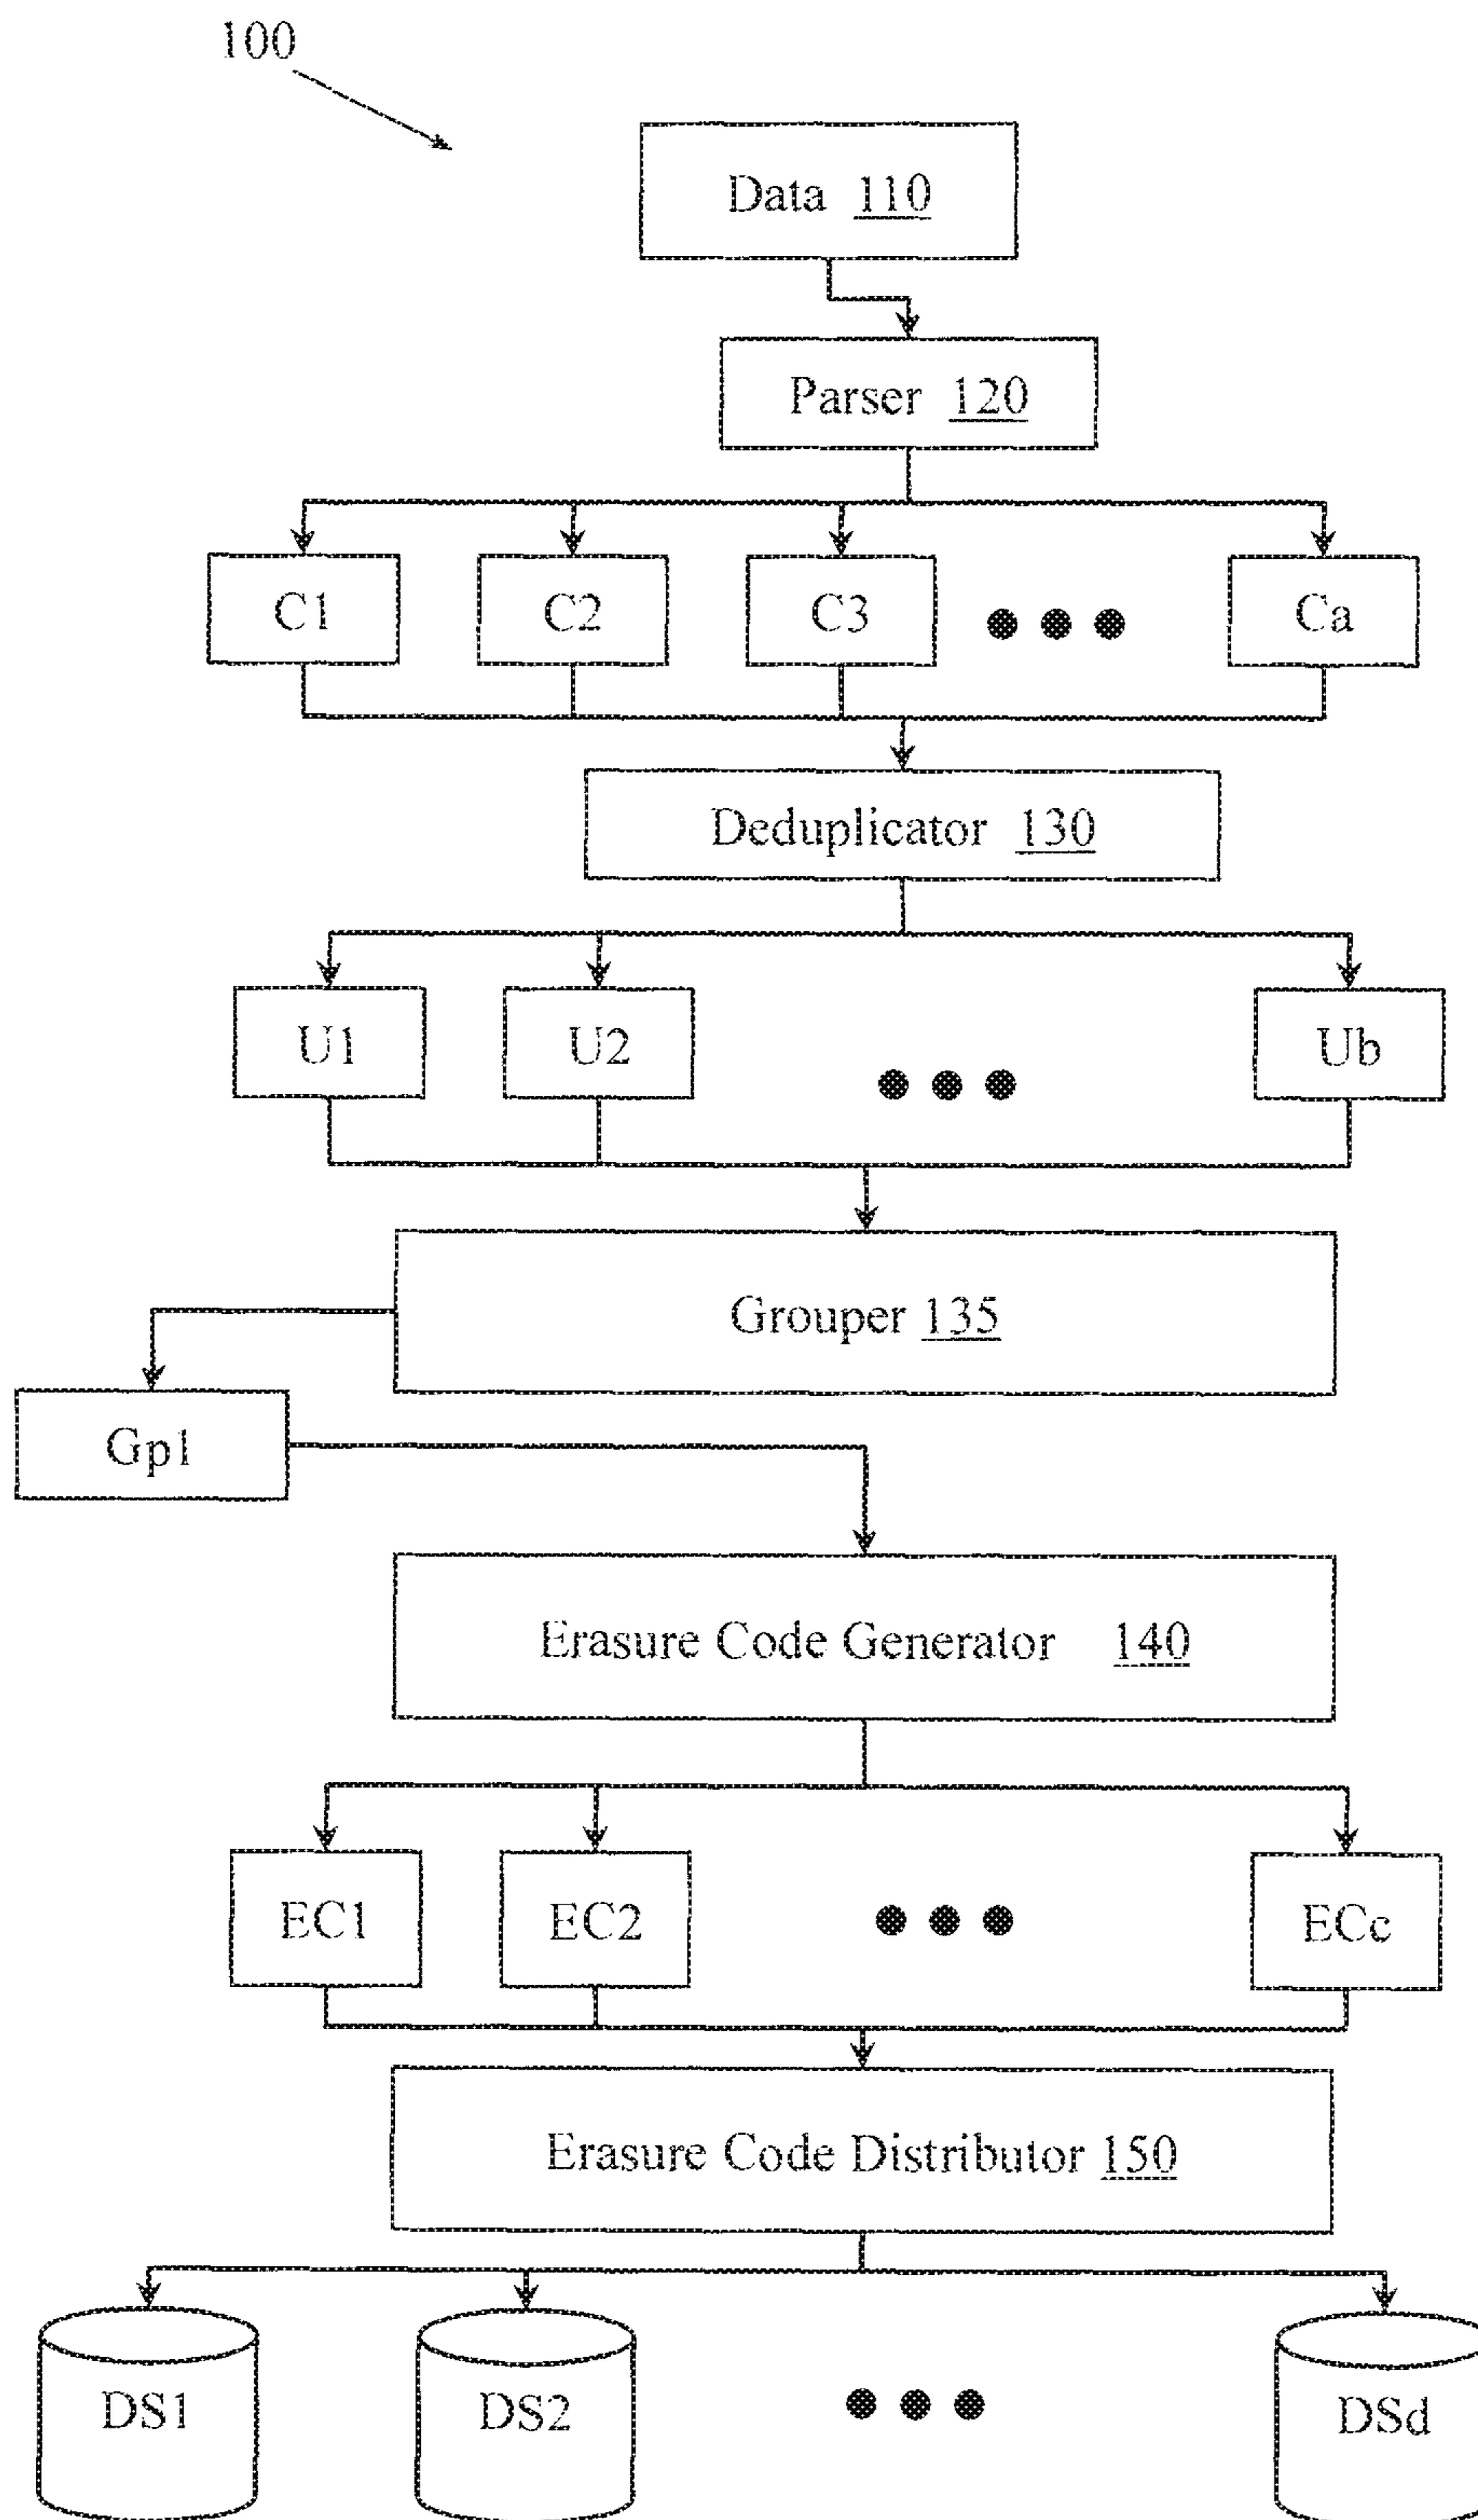 100
Data 110
Parser 120
C1 C2 C3 Ca
Deduplicator 130
U1 U2 Ub
Grouper 135
Gp1
Erasure Code Generator 140
EC1 EC2 ECc
Erasure Code Distributor 150
DS1 DS2 DSd